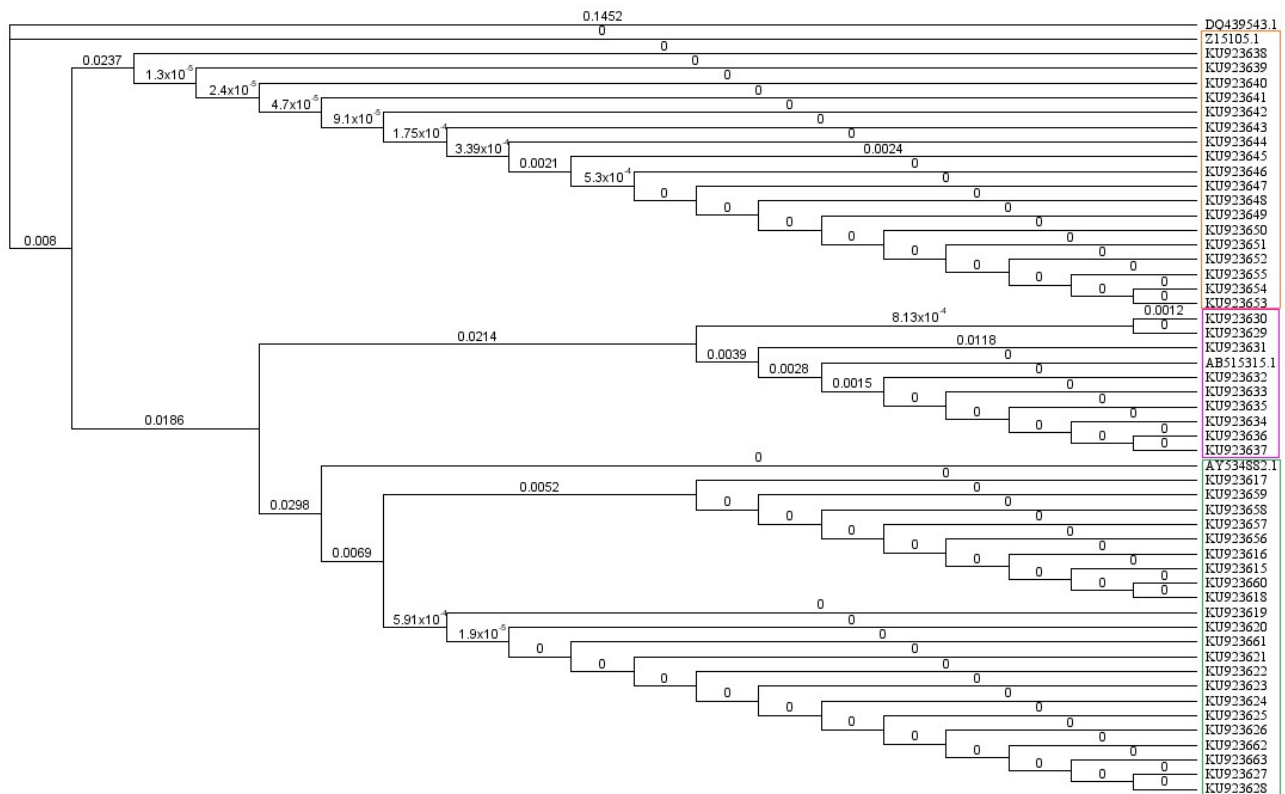 0.1452
DQ439543.1
0
Z15105.1
0
KU923638
0.0237
0
KU923639
1.3x10⁻⁵
0
KU923640
2.4x10⁻⁵
0
KU923641
4.7x10⁻⁵
0
KU923642
9.1x10⁻⁵
0
KU923643
1.75x10⁻⁴
0
KU923644
3.39x10⁻⁴
0.0024
KU923645
0.0021
0
KU923646
5.3x10⁻⁴
0
KU923647
0
0
KU923648
0
0
KU923649
0
0
KU923650
0
0
KU923651
0.008
0
0
KU923652
0
0
KU923655
0
0
KU923654
0
0
KU923653
8.13x10⁻⁴
0.0012
KU923630
0
KU923629
0.0214
0.0118
KU923631
0.0039
0
AB515315.1
0.0028
0
KU923632
0.0015
0
KU923633
0
0
KU923635
0
0
KU923634
0.0186
0
0
KU923636
0
0
KU923637
0
AY534882.1
0
KU923617
0.0052
0
KU923659
0
0
KU923658
0.0298
0
0
KU923657
0
0
KU923656
0
0
KU923616
0.0069
0
0
KU923615
0
0
KU923660
0
0
KU923618
0
KU923619
5.91x10⁻⁴
0
KU923620
1.9x10⁻⁵
0
KU923661
0
0
KU923621
0
0
KU923622
0
0
KU923623
0
0
KU923624
0
0
KU923625
0
0
KU923626
0
0
KU923662
0
0
KU923663
0
0
KU923627
0
0
KU923628